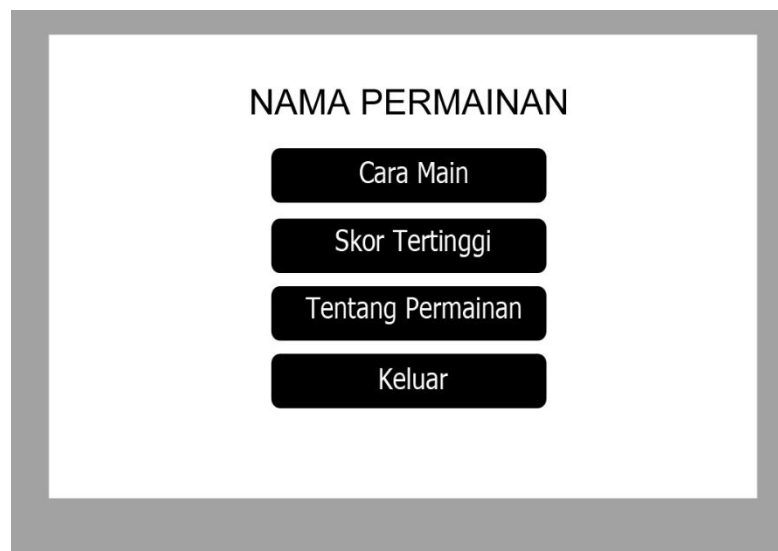 NAMA PERMAINAN
Cara Main
Skor Tertinggi
Tentang Permainan
Keluar